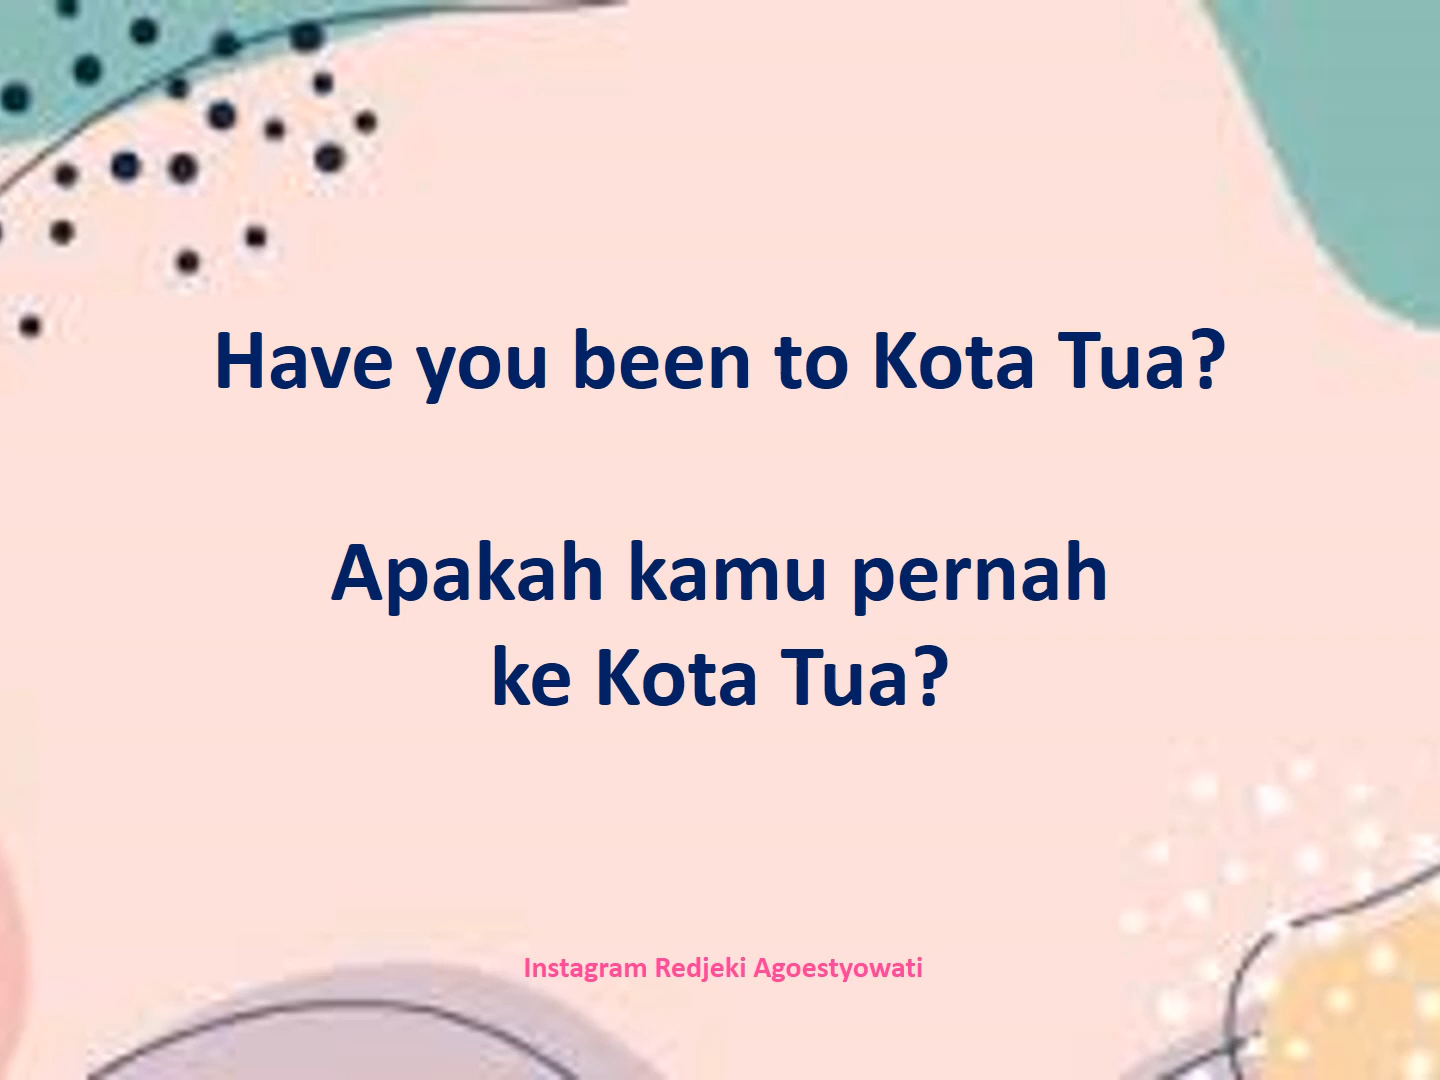 Have you been to Kota Tua?
Apakah kamu pernah
ke Kota Tua?
Instagram Redjeki Agoestyowati